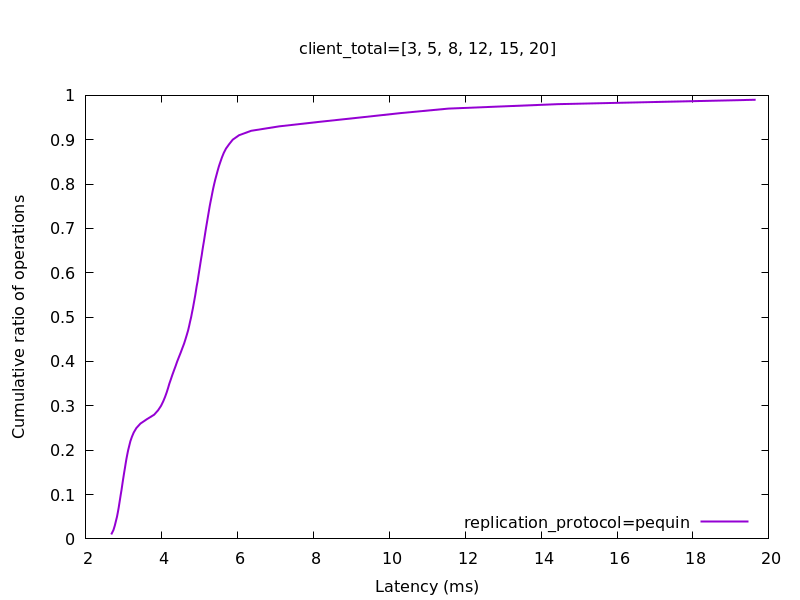 client_total=[3, 5, 8, 12, 15, 20]
1
0.9
0.8
0.7
0.6
0.5
0.4
0.3
0.2
0.1
0
Cumulative ratio of operations
replication_protocol=pequin
2 4 6 8 10 12 14 16 18 20
Latency (ms)